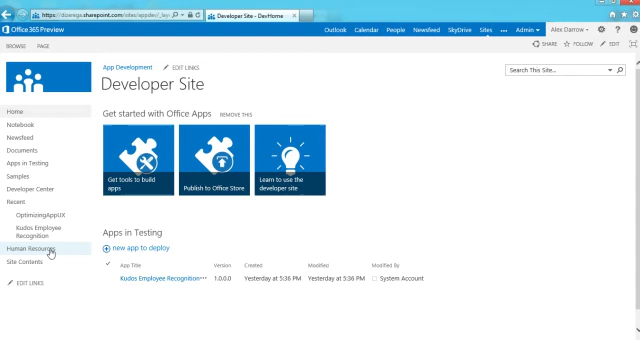 https://doserega.sharepoint.com/sites/appdev/_layi
Developer Site - DevHome
Office 365 Preview
Outlook Calendar People Newsfeed SkyDrive Sites ... Admin Alex Darrow ?
BROWSE PAGE
SHARE FOLLOW EDIT
App Development EDIT LINKS
Search This Site...
Developer Site
Home
Notebook
Newsfeed
Documents
Apps in Testing
Samples
Developer Center
Recent
OptimizingAppUX
Kudos Employee
Recognition
Human Resources
Site Contents
EDIT LINKS
Get started with Office Apps REMOVE THIS
Get tools to build
apps
Publish to Office Store
Learn to use the
developer site
Apps in Testing
new app to deploy
App Title Version Created Modified Modified By
Kudos Employee Recognition ... 1.0.0.0 Yesterday at 5:36 PM Yesterday at 5:36 PM System Account